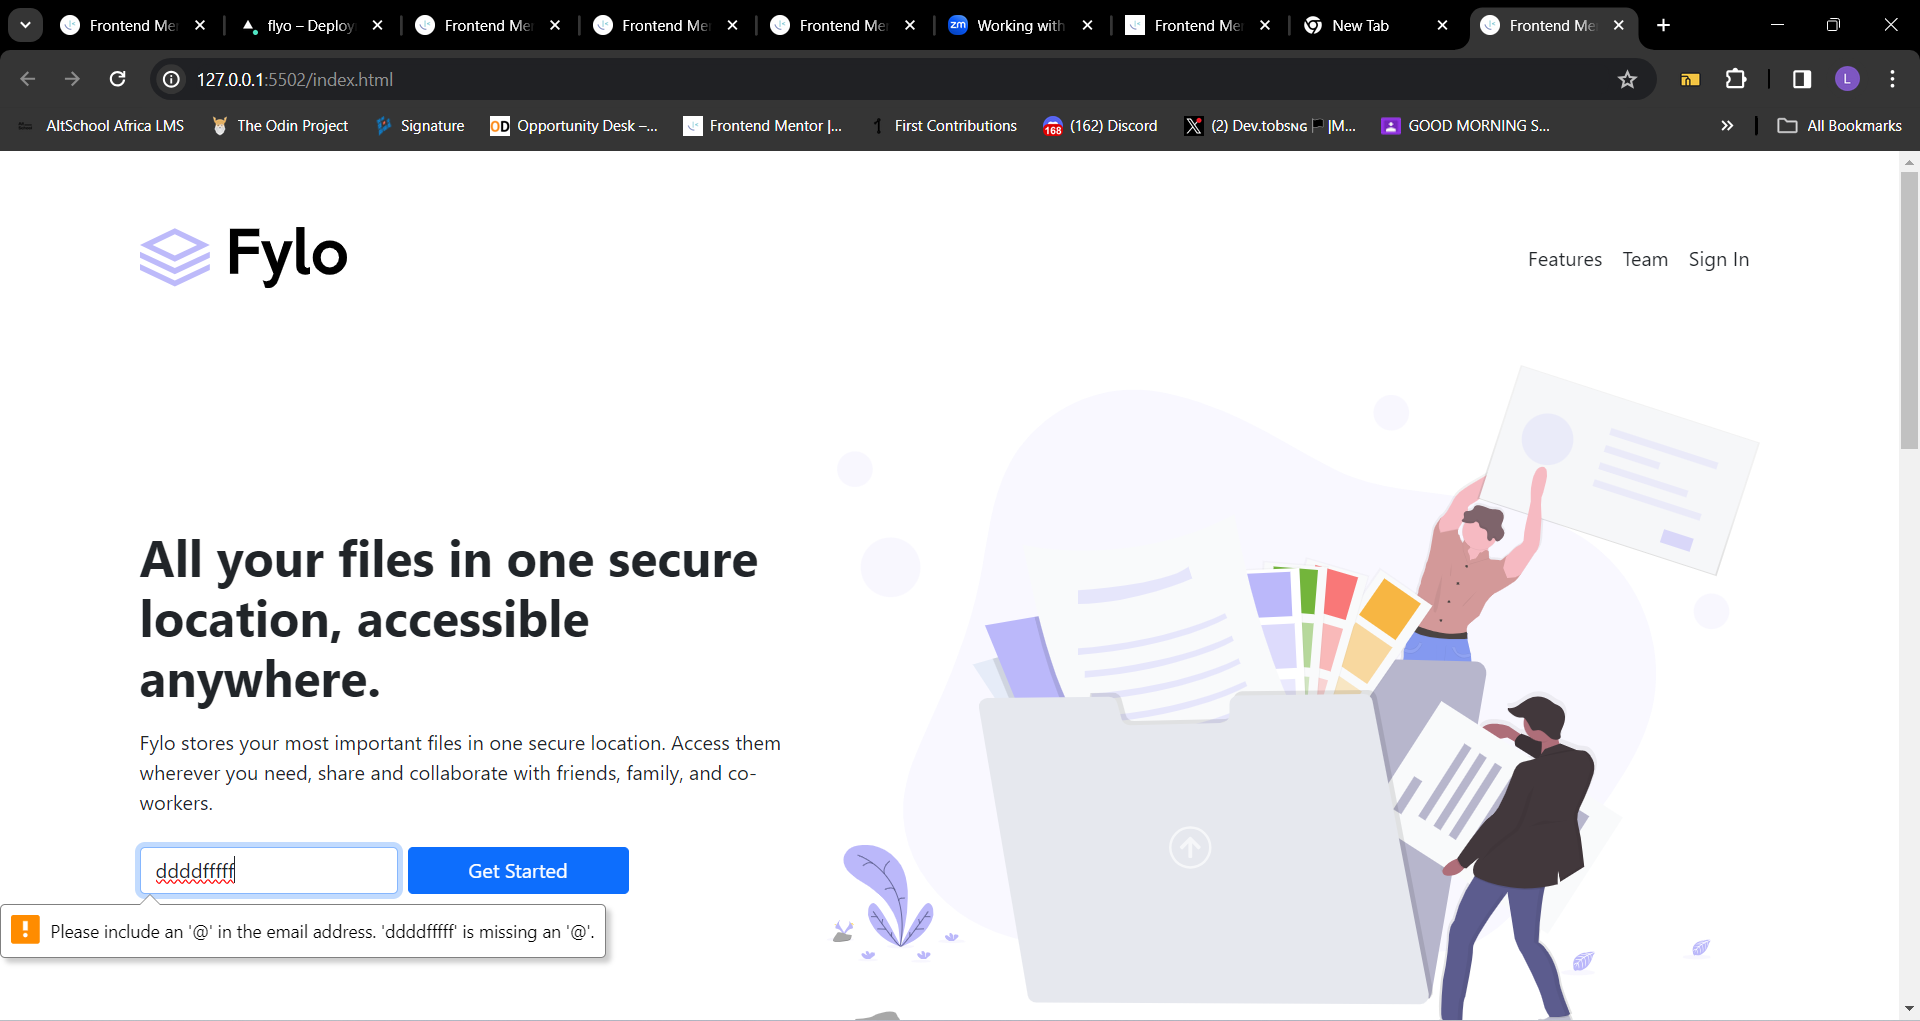 Frontend Me
flyo – Deploy
Frontend Me
Frontend Me
Frontend Me
zm Working with
Frontend Me
New Tab
Frontend Me
127.0.0.1:5502/index.html
L
AltSchool Africa LMS
The Odin Project
Signature
OD Opportunity Desk –...
Frontend Mentor |...
First Contributions
168 (162) Discord
X (2) Dev.tobsɴɢ 🏴 |M...
GOOD MORNING S...
All Bookmarks
Fylo
Features Team Sign In
All your files in one secure
location, accessible
anywhere.
Fylo stores your most important files in one secure location. Access them
wherever you need, share and collaborate with friends, family, and co-
workers.
ddddfffff Get Started
! Please include an '@' in the email address. 'ddddfffff' is missing an '@'.